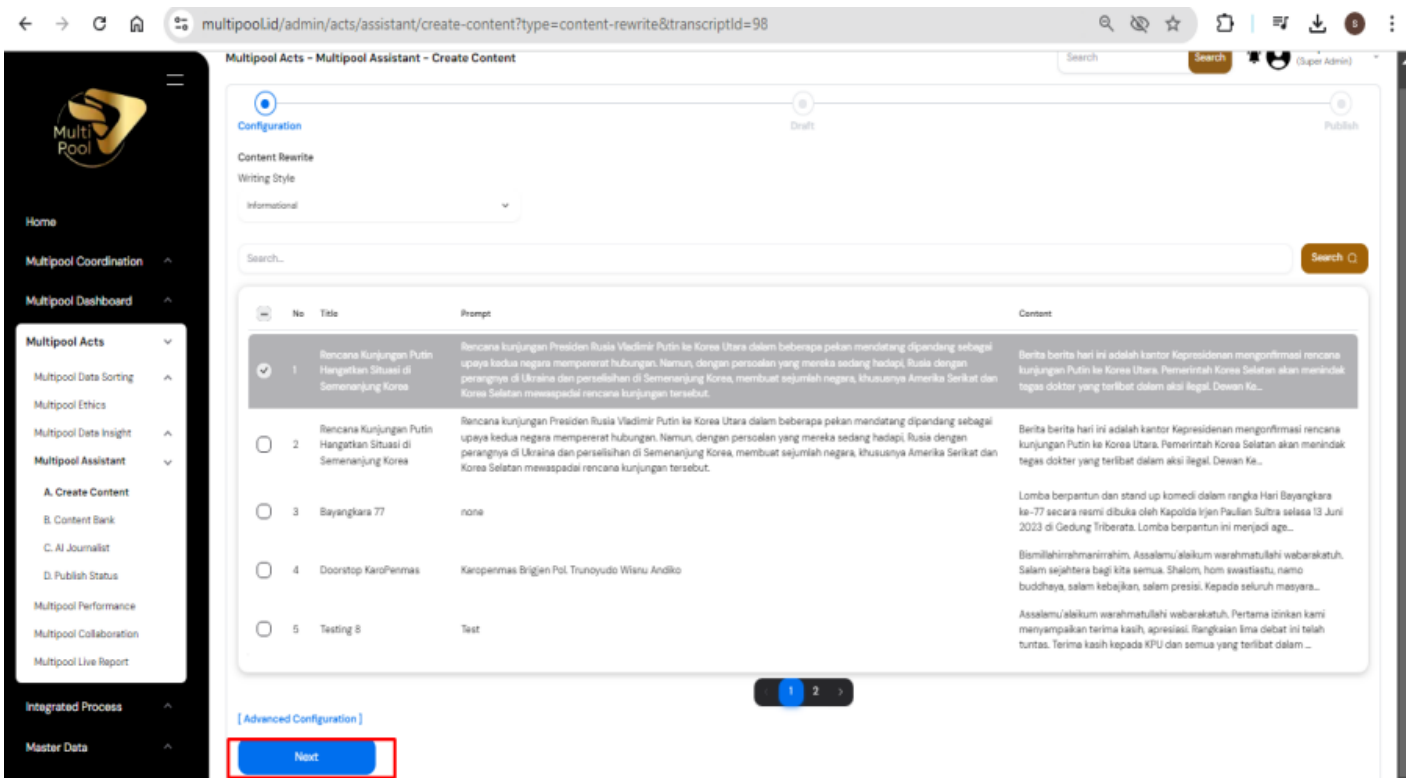 multipool.id/admin/acts/assistant/create-content?type=content-rewrite&transcriptId=98
S
Multi
Pool
Multipool Acts - Multipool Assistant - Create Content
Search
Search
(Super Admin)
Configuration
Draft
Publish
Content Rewrite
Writing Style
Informational
Search...
Search
Home
Multipool Coordination
Multipool Dashboard
Multipool Acts
Multipool Data Sorting
Multipool Ethics
Multipool Data Insight
Multipool Assistant
A. Create Content
B. Content Bank
C. AI Journalist
D. Publish Status
Multipool Performance
Multipool Collaboration
Multipool Live Report
Integrated Process
Master Data
No Title Prompt Content
1
Rencana Kunjungan Putin
Hangatkan Situasi di
Semenanjung Korea
Rencana kunjungan Presiden Rusia Vladimir Putin ke Korea Utara dalam beberapa pekan mendatang dipandang sebagai
upaya kedua negara mempererat hubungan. Namun, dengan persoalan yang mereka sedang hadapi, Rusia dengan
perangnya di Ukraina dan perselisihan di Semenanjung Korea, membuat sejumlah negara, khususnya Amerika Serikat dan
Korea Selatan mewaspadai rencana kunjungan tersebut.
Berita berita hari ini adalah kantor Kepresidenan mengonfirmasi rencana
kunjungan Putin ke Korea Utara. Pemerintah Korea Selatan akan menindak
tegas dokter yang terlibat dalam aksi ilegal. Dewan Ke...
2
Rencana Kunjungan Putin
Hangatkan Situasi di
Semenanjung Korea
Rencana kunjungan Presiden Rusia Vladimir Putin ke Korea Utara dalam beberapa pekan mendatang dipandang sebagai
upaya kedua negara mempererat hubungan. Namun, dengan persoalan yang mereka sedang hadapi, Rusia dengan
perangnya di Ukraina dan perselisihan di Semenanjung Korea, membuat sejumlah negara, khususnya Amerika Serikat dan
Korea Selatan mewaspadai rencana kunjungan tersebut.
Berita berita hari ini adalah kantor Kepresidenan mengonfirmasi rencana
kunjungan Putin ke Korea Utara. Pemerintah Korea Selatan akan menindak
tegas dokter yang terlibat dalam aksi ilegal. Dewan Ke...
3 Bayangkara 77 none
Lomba berpantun dan stand up komedi dalam rangka Hari Bayangkara
ke-77 secara resmi dibuka oleh Kapolda Irjen Paulian Sultra selasa 13 Juni
2023 di Gedung Triberata. Lomba berpantun ini menjadi age...
4 Doorstop KaroPenmas Karopenmas Brigjen Pol. Trunoyudo Wisnu Andiko
Bismillahirrahmanirrahim. Assalamu'alaikum warahmatullahi wabarakatuh.
Salam sejahtera bagi kita semua. Shalom, hom swastiastu, namo
buddhaya, salam kebajikan, salam presisi. Kepada seluruh masyara...
5 Testing 8 Test
Assalamu'alaikum warahmatullahi wabarakatuh. Pertama izinkan kami
menyampaikan terima kasih, apresiasi. Rangkaian lima debat ini telah
tuntas. Terima kasih kepada KPU dan semua yang terlibat dalam ...
1 2
[ Advanced Configuration ]
Next